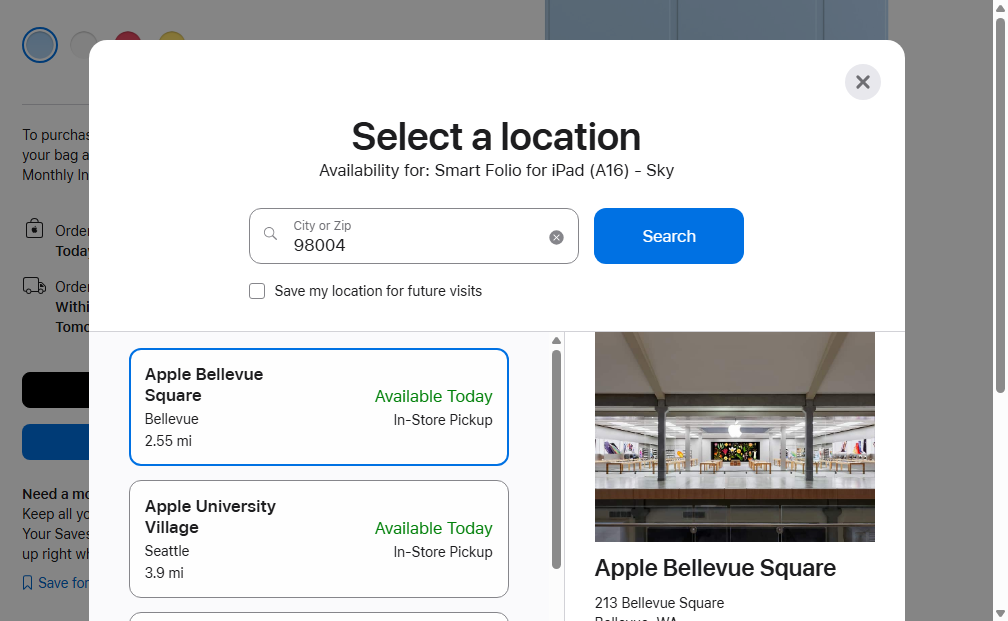 To purchas
your bag a
Monthly In
Order
Today
Order
Within
Tomo
Need a mo
Keep all yo
Your Saves
up right wh
Save for
Select a location
Availability for: Smart Folio for iPad (A16) - Sky
City or Zip
98004
Search
Save my location for future visits
Apple Bellevue
Square
Available Today
Bellevue
In-Store Pickup
2.55 mi
Apple University
Village
Available Today
Seattle
In-Store Pickup
3.9 mi
Apple Bellevue Square
213 Bellevue Square
Bellevue, WA